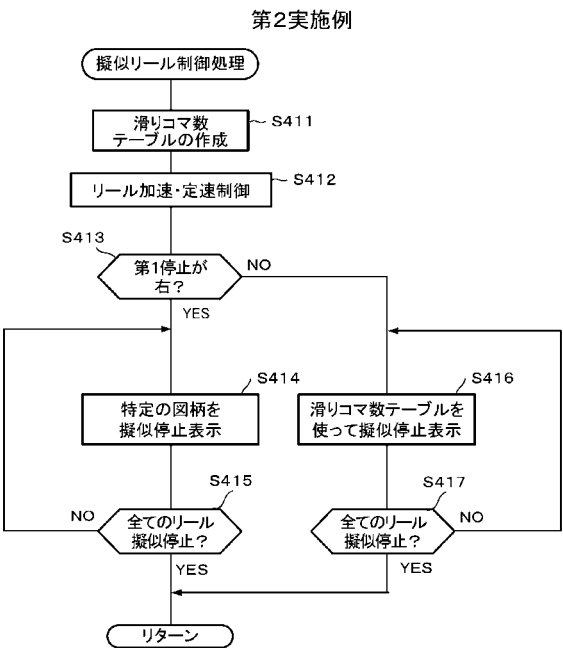 第2実施例
擬似リール制御処理
滑りコマ数
テーブルの作成
S411
リール加速・定速制御
S412
S413
第1停止が
右?
NO
YES
特定の図柄を
擬似停止表示
S414
滑りコマ数テーブルを
使って擬似停止表示
S416
S415
NO
全てのリール
擬似停止?
YES
S417
全てのリール
擬似停止?
NO
YES
リターン